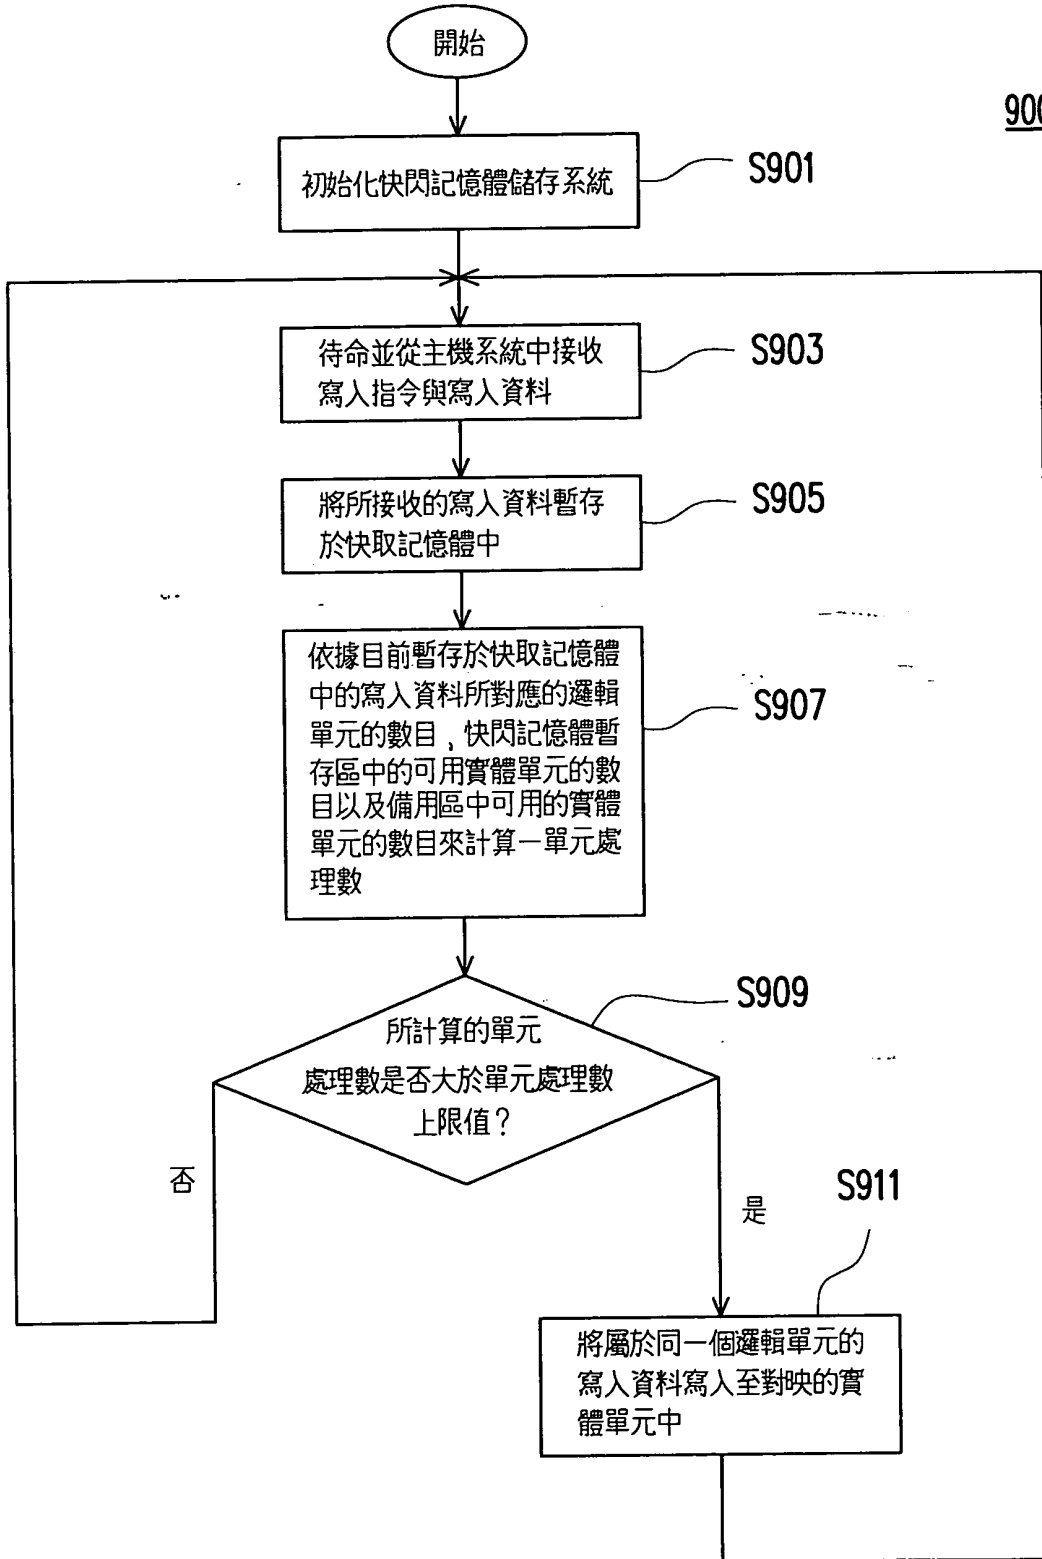 開始
900
初始化快閃記憶體儲存系統
S901
待命並從主機系統中接收
寫入指令與寫入資料
S903
將所接收的寫入資料暫存
於快取記憶體中
S905
依據目前暫存於快取記憶體
中的寫入資料所對應的邏輯
單元的數目,快閃記憶體暫
存區中的可用實體單元的數
目以及備用區中可用的實體
單元的數目來計算一單元處
理數
S907
所計算的單元
處理數是否大於單元處理數
上限值?
S909
否
是
S911
將屬於同一個邏輯單元的
寫入資料寫入至對映的實
體單元中